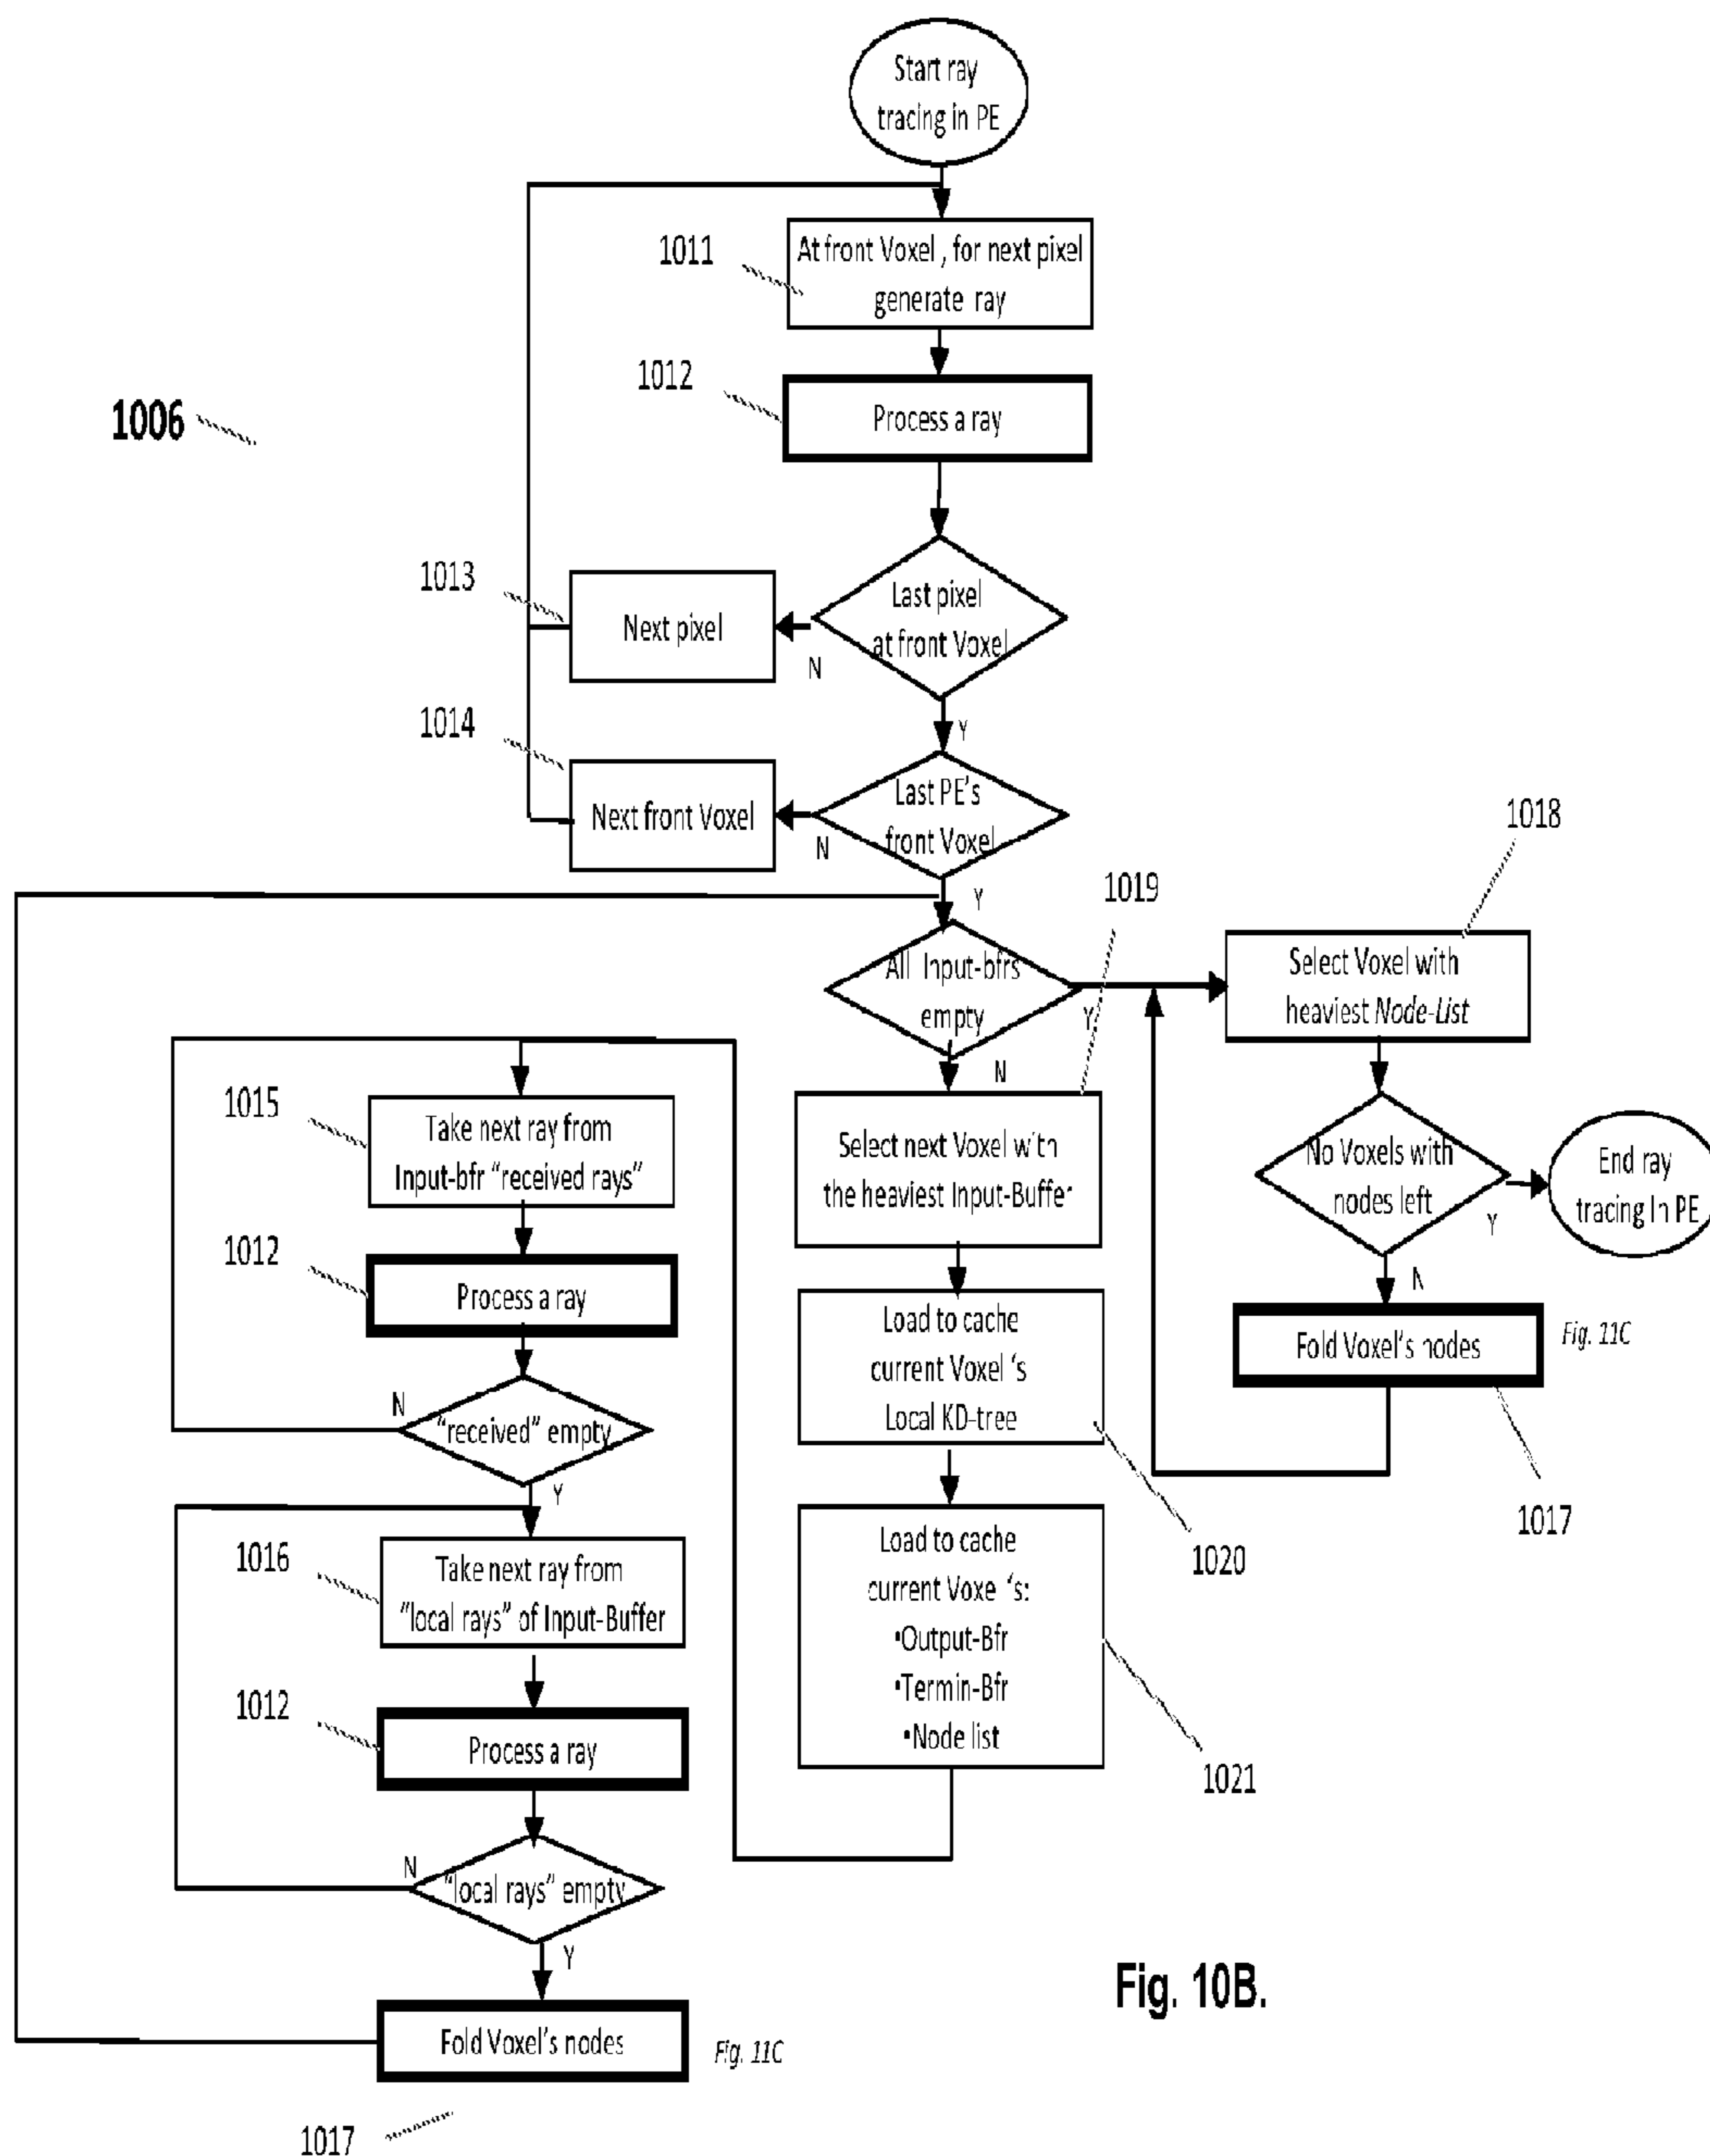 Start ray
tracing in PE
1011
At front Voxel , for next pixel
generate ray
1012
Process a ray
1006
1013
Next pixel
Last pixel
at front Voxel
N
Y
1014
Next front Voxel
Last PE's
front Voxel
N
Y
1019
1018
All Input-bfrs
empty
Y
N
Select Voxel with
heaviest Node-List
1015
Take next ray from
Input-bfr "received rays"
Select next Voxel with
the heaviest Input-Buffer
No Voxels with
nodes left
Y
N
End ray
tracing In PE
1012
Process a ray
Load to cache
current Voxel 's
Local KD-tree
Fold Voxel's nodes
Fig. 11C
N
"received" empty
Y
1020
1017
1016
Take next ray from
"local rays" of Input-Buffer
Load to cache
current Voxe 's:
•Output-Bfr
•Termin-Bfr
•Node list
1012
Process a ray
1021
N
"local rays" empty
Y
Fold Voxel's nodes
Fig. 11C
1017
Fig. 10B.